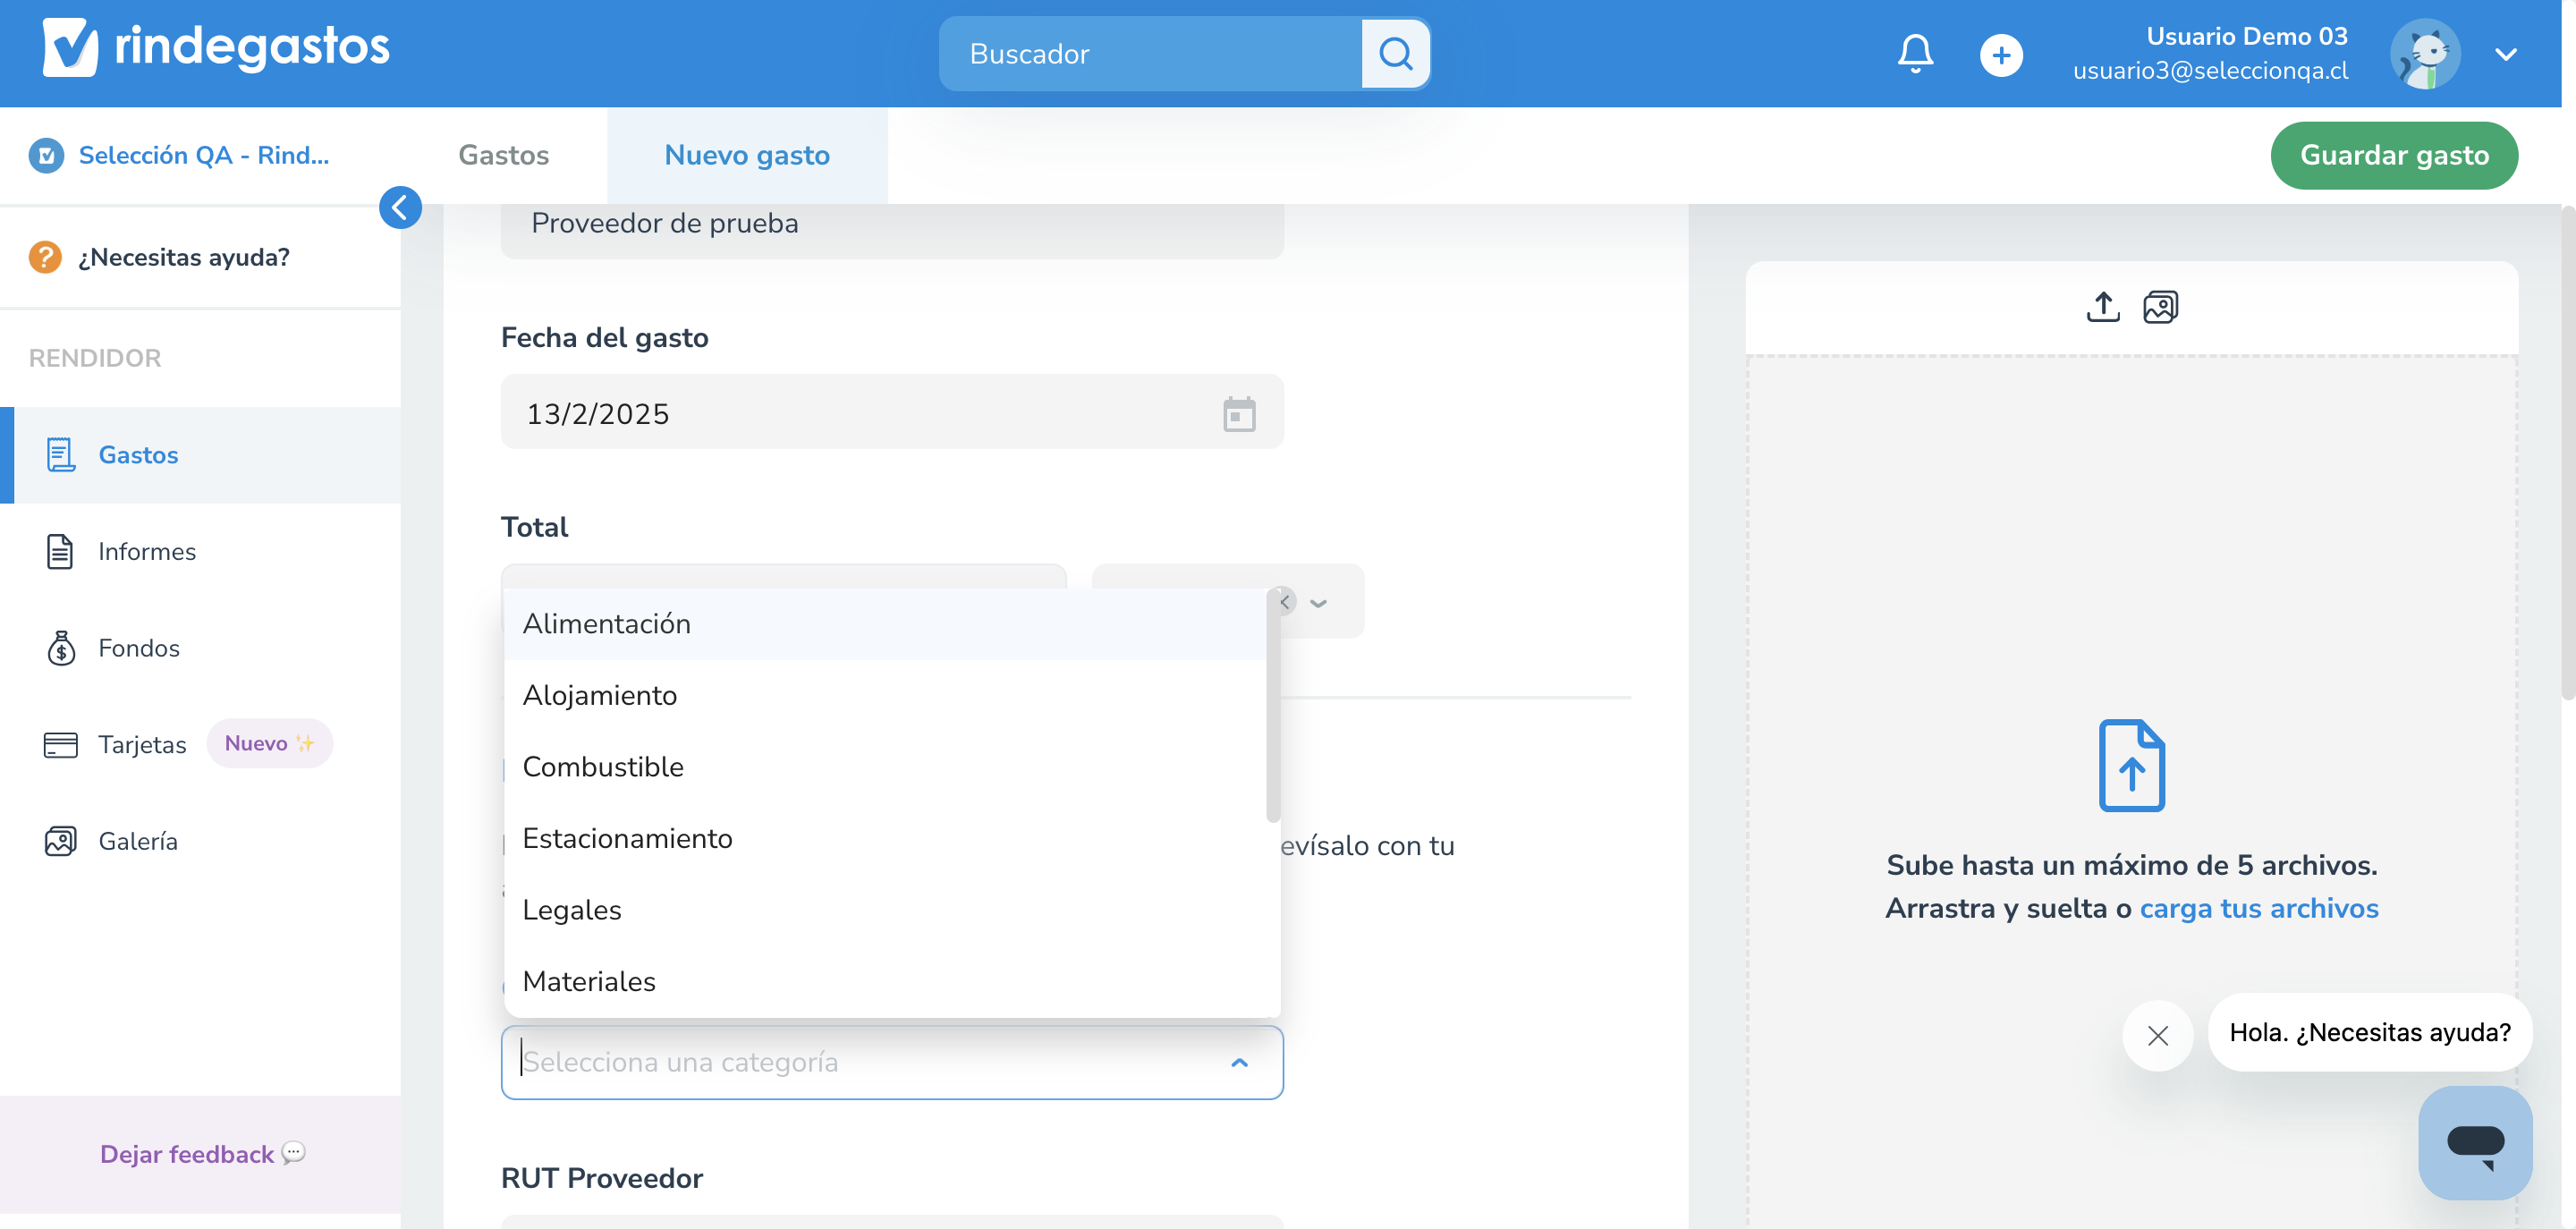 rindegastos
Buscador
Usuario Demo 03
usuario3@seleccionqa.cl
Selección QA - Rind...
Gastos
Nuevo gasto
Guardar gasto
¿Necesitas ayuda?
RENDIDOR
Gastos
Informes
Fondos
Tarjetas
Nuevo ✨
Galería
Dejar feedback 💬
Proveedor de prueba
Fecha del gasto
13/2/2025
Total
Alimentación
Alojamiento
Combustible
Estacionamiento
Legales
Materiales
evísalo con tu
Selecciona una categoría
RUT Proveedor
Sube hasta un máximo de 5 archivos.
Arrastra y suelta o carga tus archivos
Hola. ¿Necesitas ayuda?